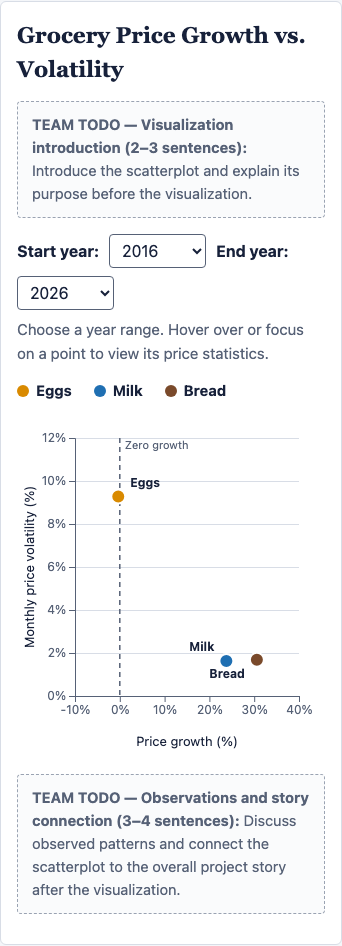 Grocery Price Growth vs.
Volatility
TEAM TODO — Visualization
introduction (2–3 sentences):
Introduce the scatterplot and explain its
purpose before the visualization.
Start year: 2016 End year:
2026
Choose a year range. Hover over or focus
on a point to view its price statistics.
Eggs Milk Bread
12%
Zero growth
10%
Eggs
8%
6%
4%
2%
Milk
Bread
0%
-10% 0% 10% 20% 30% 40%
Monthly price volatility (%)
Price growth (%)
TEAM TODO — Observations and story
connection (3–4 sentences): Discuss
observed patterns and connect the
scatterplot to the overall project story
after the visualization.